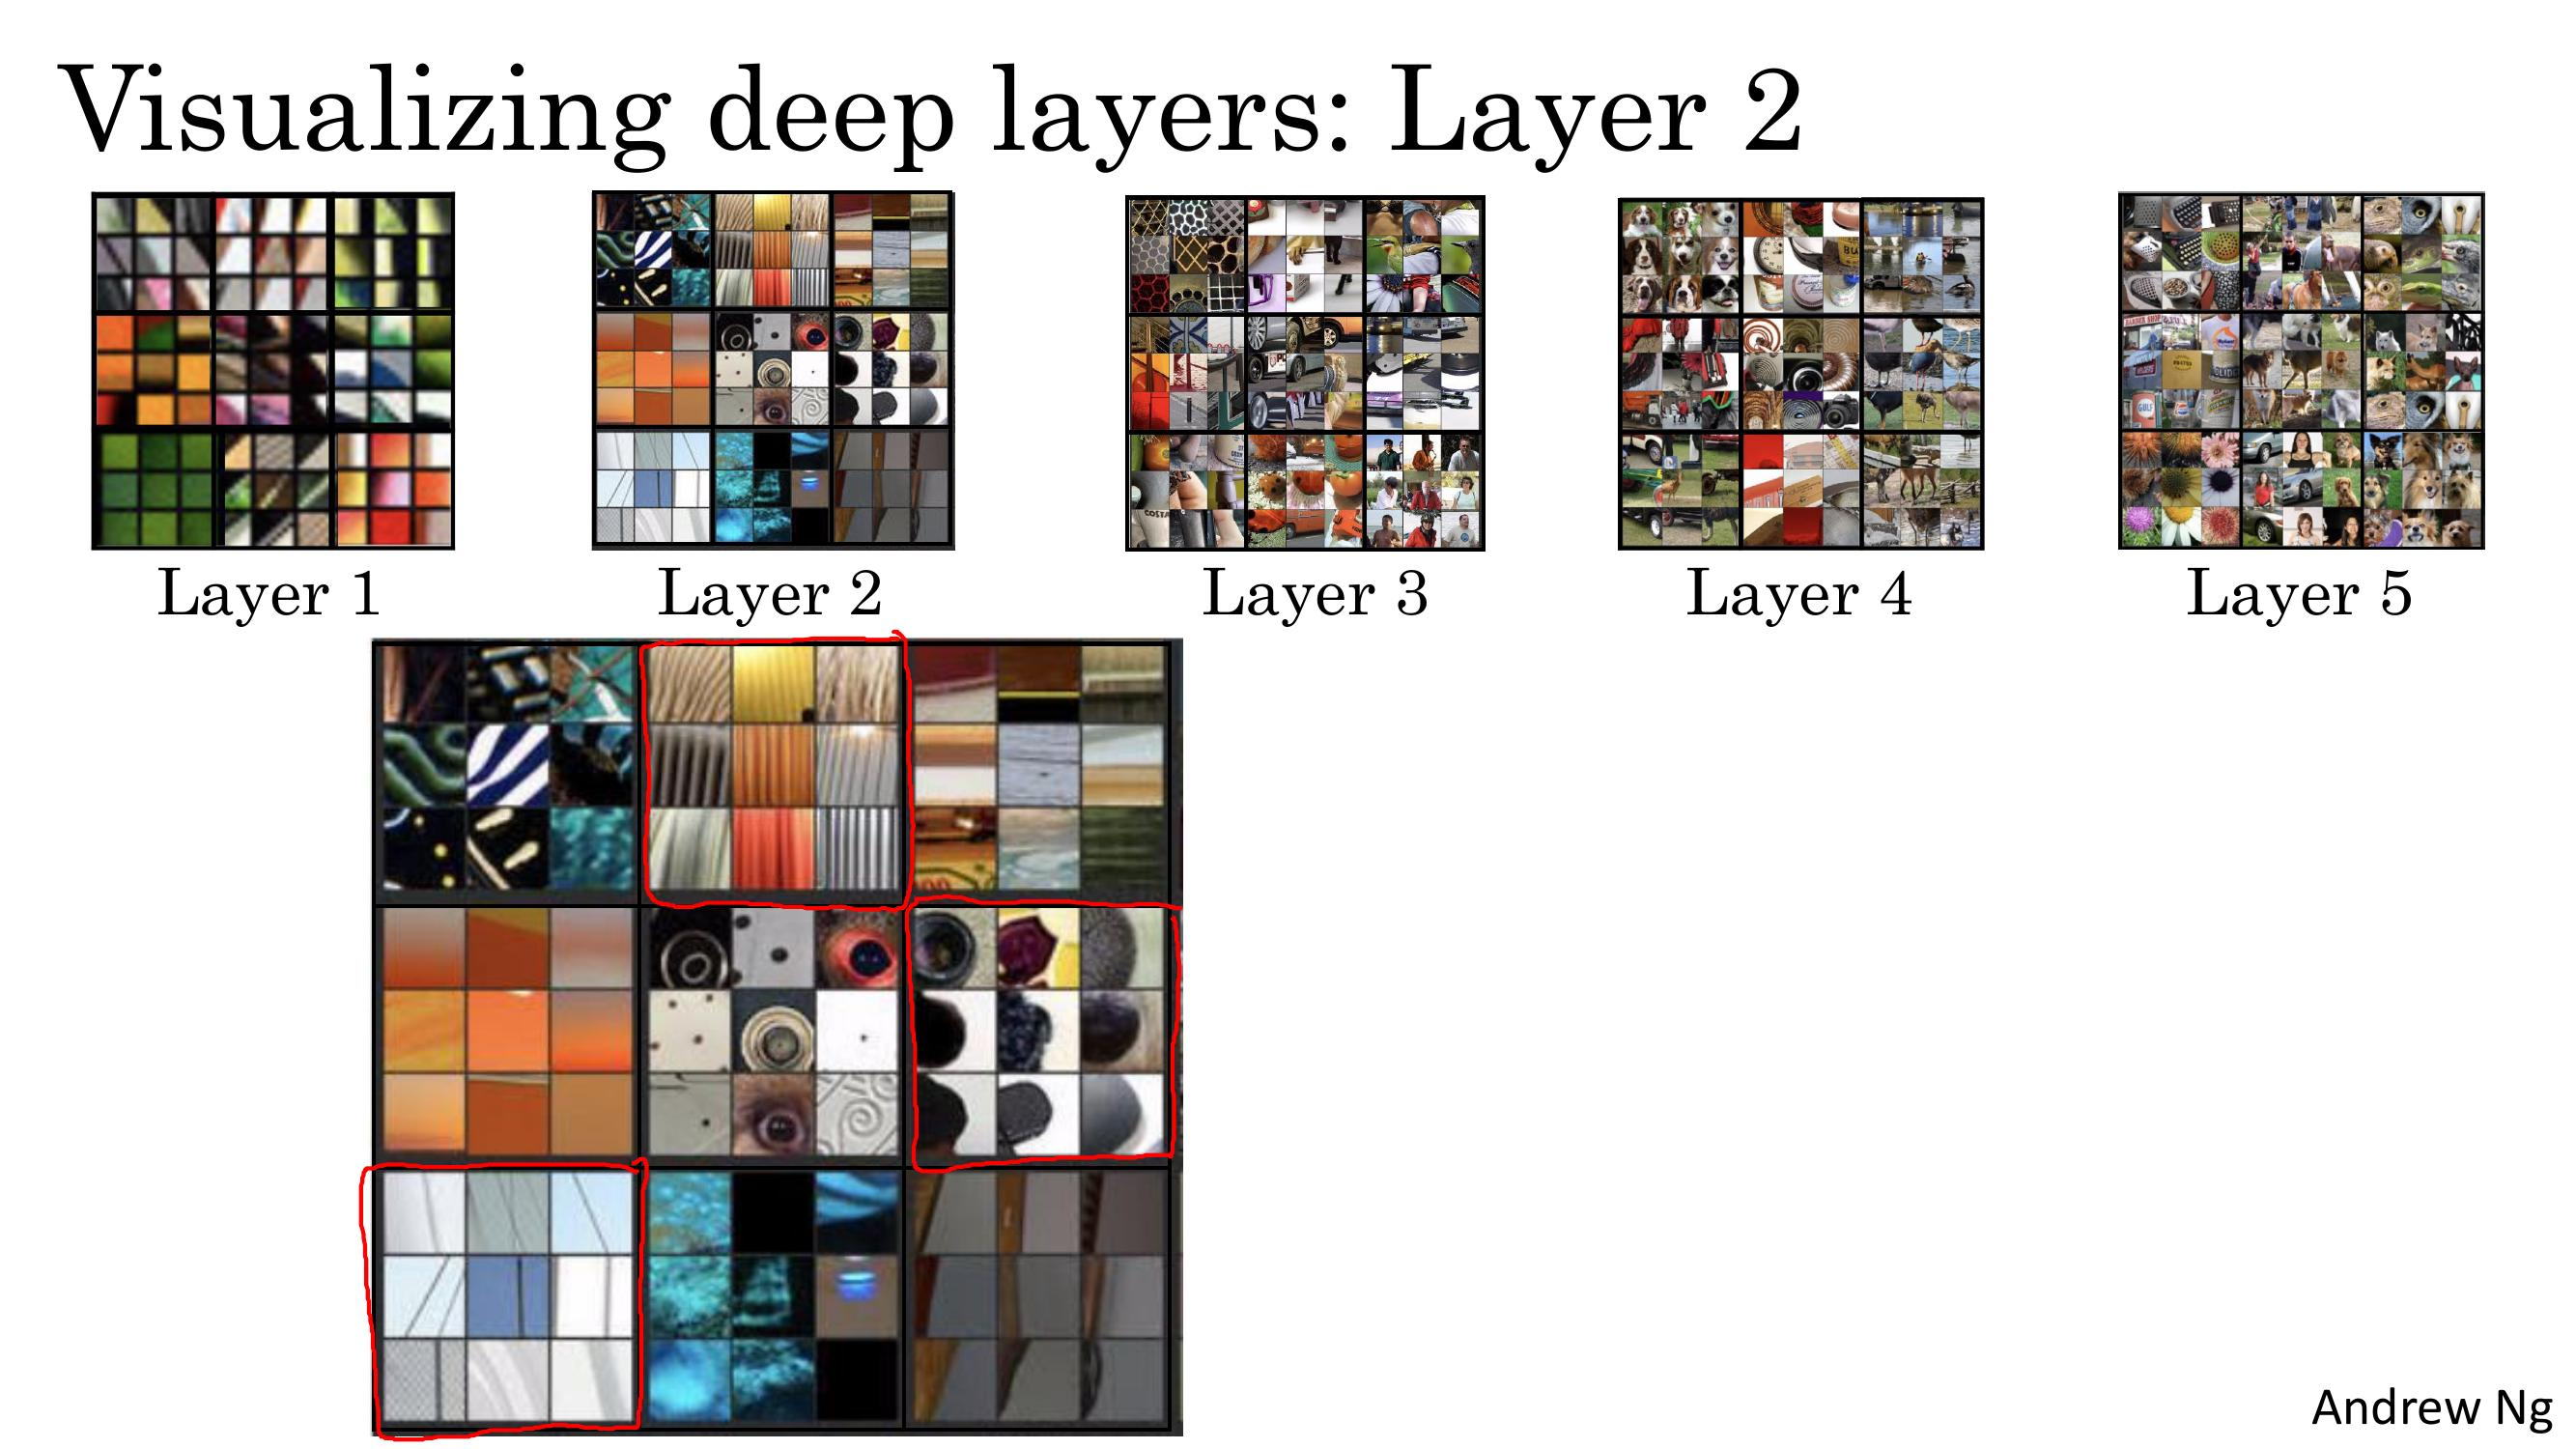 Visualizing deep layers: Layer 2
Layer 1
Layer 2
Layer 3
Layer 4
Layer 5
Andrew Ng